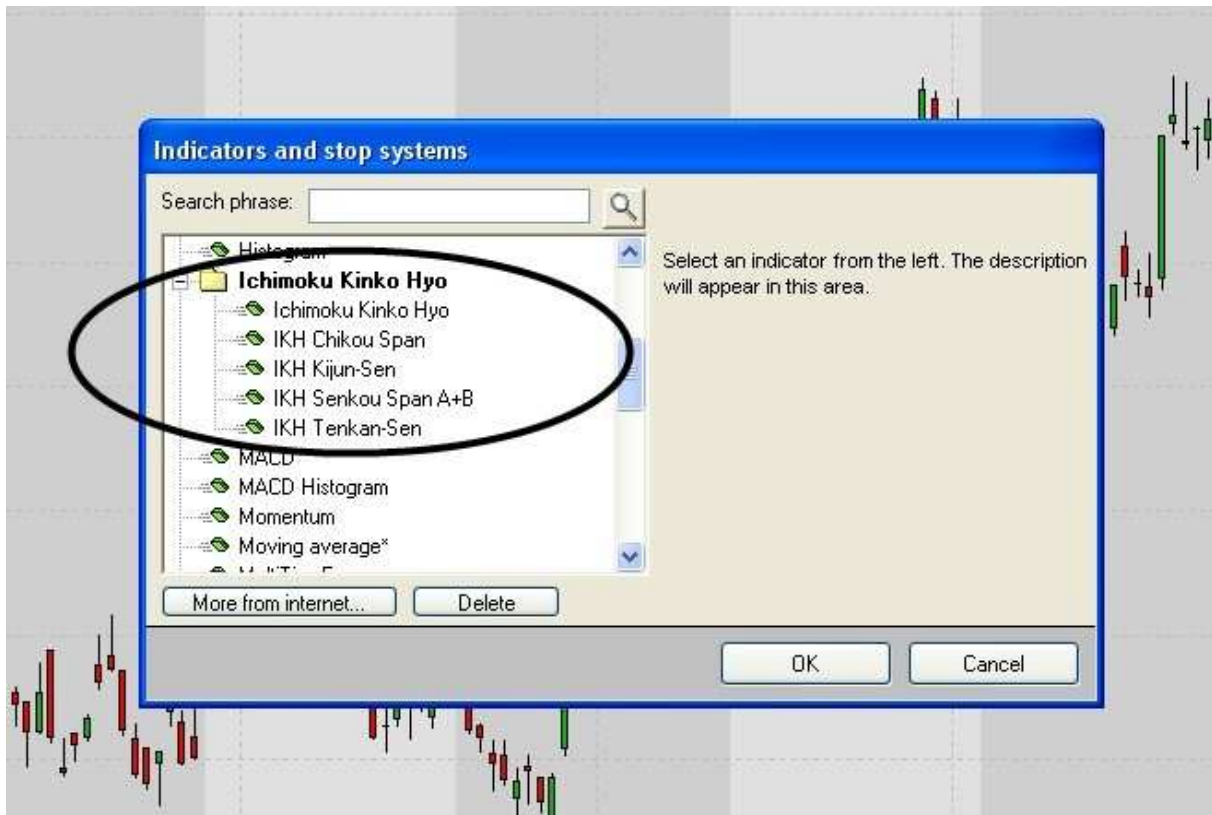 Indicators and stop systems
Search phrase:
Histogram
Ichimoku Kinko Hyo
Ichimoku Kinko Hyo
IKH Chikou Span
IKH Kijun-Sen
IKH Senkou Span A+B
IKH Tenkan-Sen
MACD
MACD Histogram
Momentum
Moving average*
Select an indicator from the left. The description
will appear in this area.
More from internet... Delete
OK Cancel